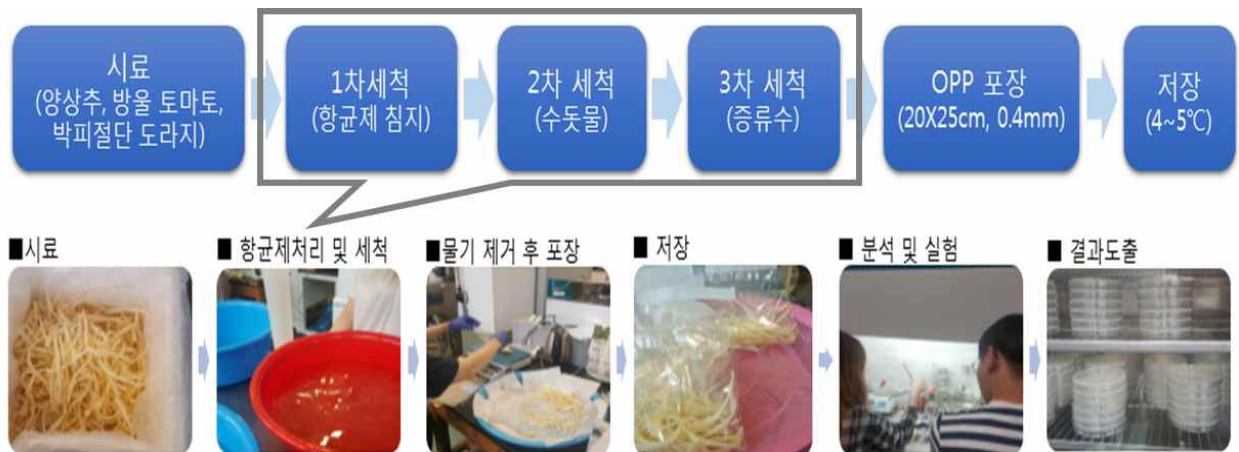 시료
(양상추, 방울 토마토,
박피절단 도라지)
1차세척
(항균제 침지)
2차 세척
(수돗물)
3차 세척
(증류수)
OPP 포장
(20X25cm, 0.4mm)
저장
(4~5℃)
■시료
■ 항균제처리 및 세척
■물기 제거 후 포장
■ 저장
■ 분석 및 실험
■ 결과도출